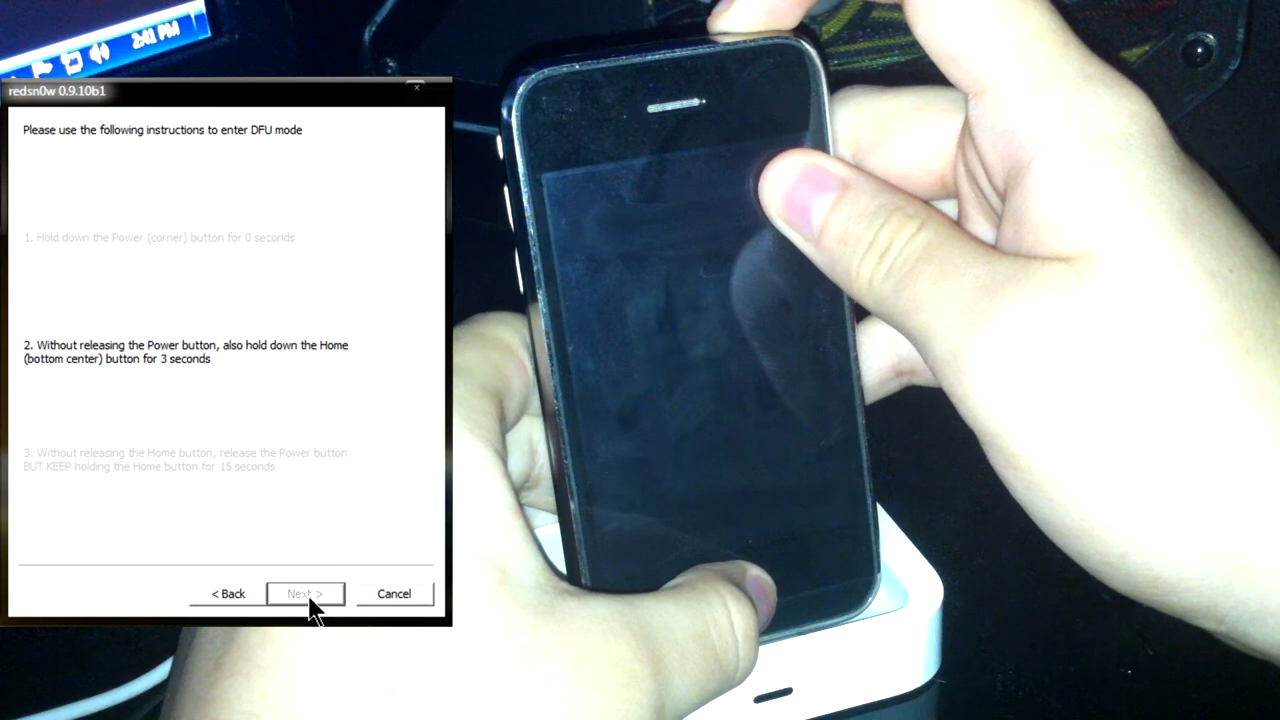 2:41 PM
redsn0w 0.9.10b1
x
Please use the following instructions to enter DFU mode
1. Hold down the Power (corner) button for 0 seconds
2. Without releasing the Power button, also hold down the Home
(bottom center) button for 3 seconds
3. Without releasing the Home button, release the Power button
BUT KEEP holding the Home button for 15 seconds
< Back
Next >
Cancel